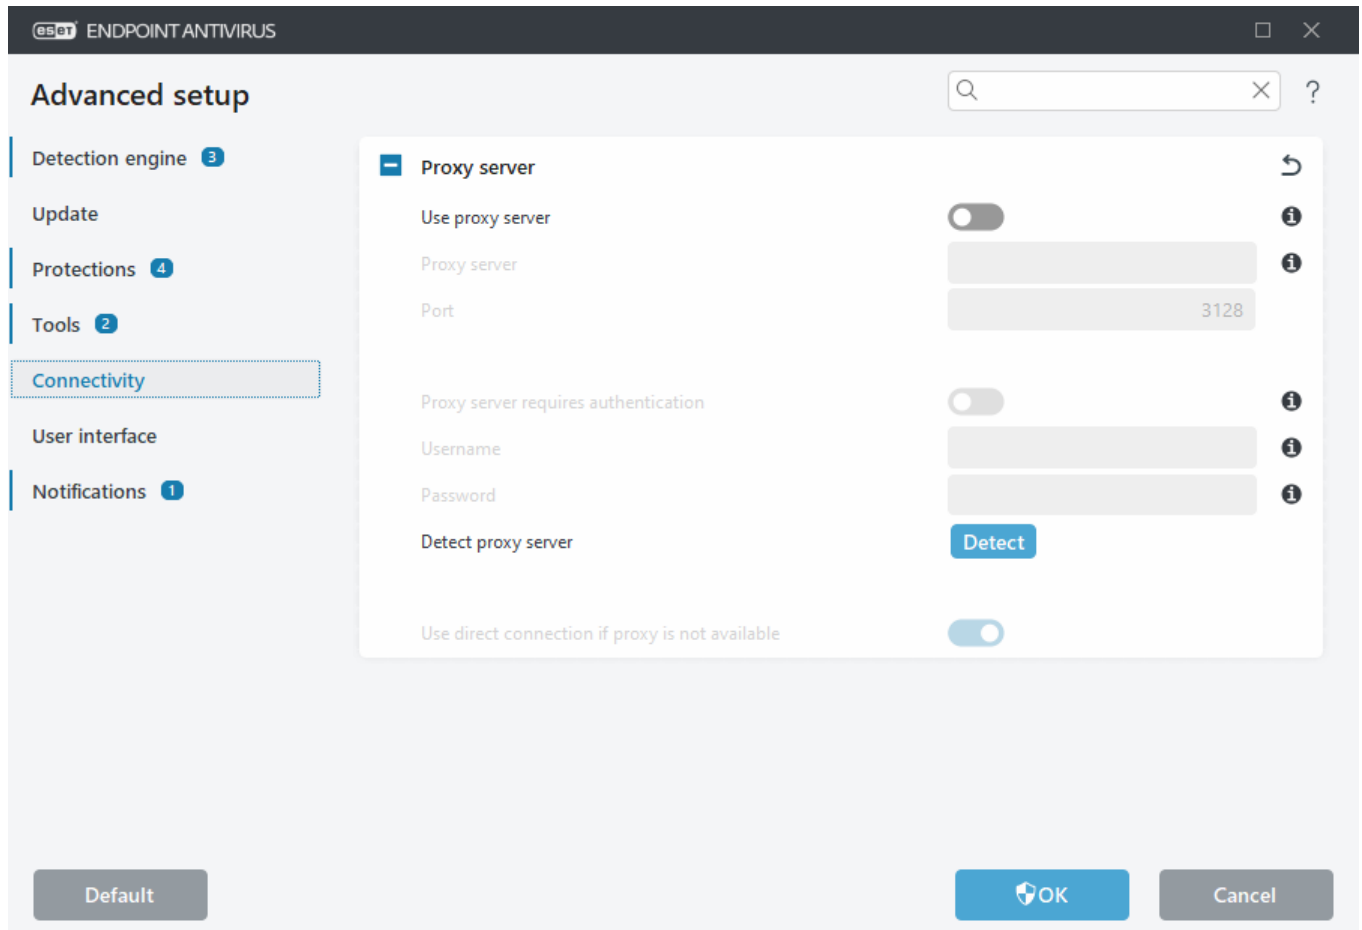 eset ENDPOINT ANTIVIRUS
Advanced setup
?
Detection engine 3
Update
Protections 4
Tools 2
Connectivity
User interface
Notifications 1
Proxy server
Use proxy server
Proxy server
Port 3128
Proxy server requires authentication
Username
Password
Detect proxy server Detect
Use direct connection if proxy is not available
Default
OK
Cancel